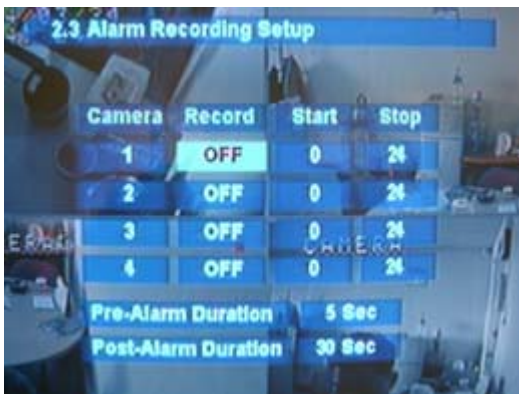 2.3 Alarm Recording Setup
Camera Record Start Stop
1 OFF 0 24
2 OFF 0 24
3 OFF 0 24
ERA CAMERA
4 OFF 0 24
Pre-Alarm Duration 5 Sec
Post-Alarm Duration 30 Sec